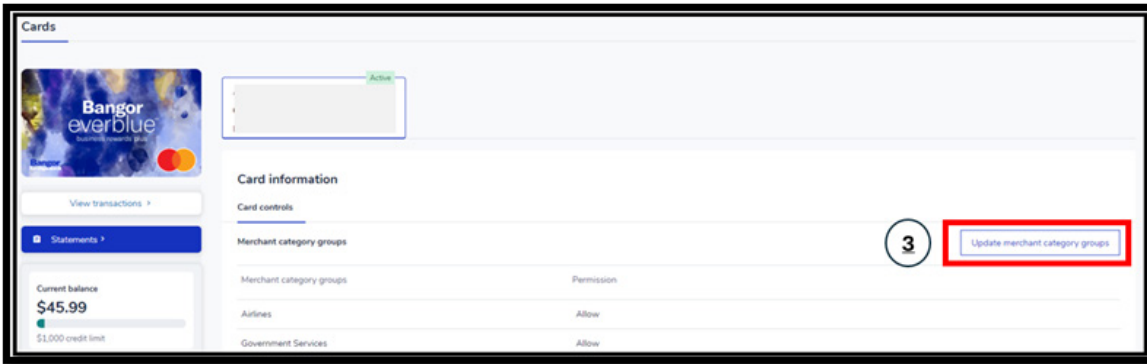 Cards
Active
Bangor
everblue
business rewards plus
Bangor
View transactions >
Statements >
Current balance
$45.99
$1,000 credit limit
Card information
Card controls
Merchant category groups
3
Update merchant category groups
Merchant category groups Permission
Airlines Allow
Government Services Allow